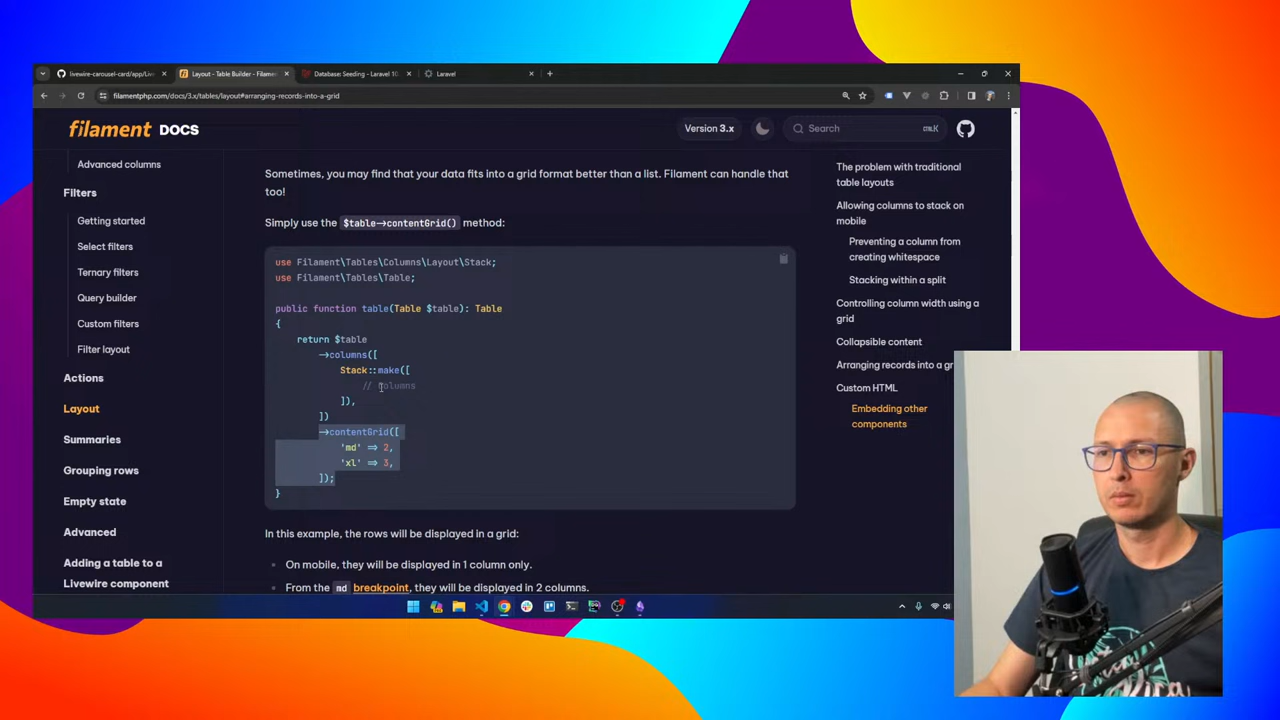 livewire-carousel-card/app/Liv
Layout - Table Builder - Filamen
Database: Seeding - Laravel 10
Laravel
filamentphp.com/docs/3.x/tables/layout#arranging-records-into-a-grid
filament DOCS
Version 3.x
Search
K
Advanced columns
Filters
Getting started
Select filters
Ternary filters
Query builder
Custom filters
Filter layout
Actions
Layout
Summaries
Grouping rows
Empty state
Advanced
Adding a table to a
Livewire component
Sometimes, you may find that your data fits into a grid format better than a list. Filament can handle that
too!
Simply use the $table->contentGrid() method:
use Filament\Tables\Columns\Layout\Stack;
use Filament\Tables\Table;
public function table(Table $table): Table
{
return $table
->columns([
Stack::make([
// Columns
]),
])
->contentGrid([
'md' => 2,
'xl' => 3,
]);
}
In this example, the rows will be displayed in a grid:
On mobile, they will be displayed in 1 column only.
From the md breakpoint, they will be displayed in 2 columns.
The problem with traditional
table layouts
Allowing columns to stack on
mobile
Preventing a column from
creating whitespace
Stacking within a split
Controlling column width using a
grid
Collapsible content
Arranging records into a gr
Custom HTML
Embedding other
components